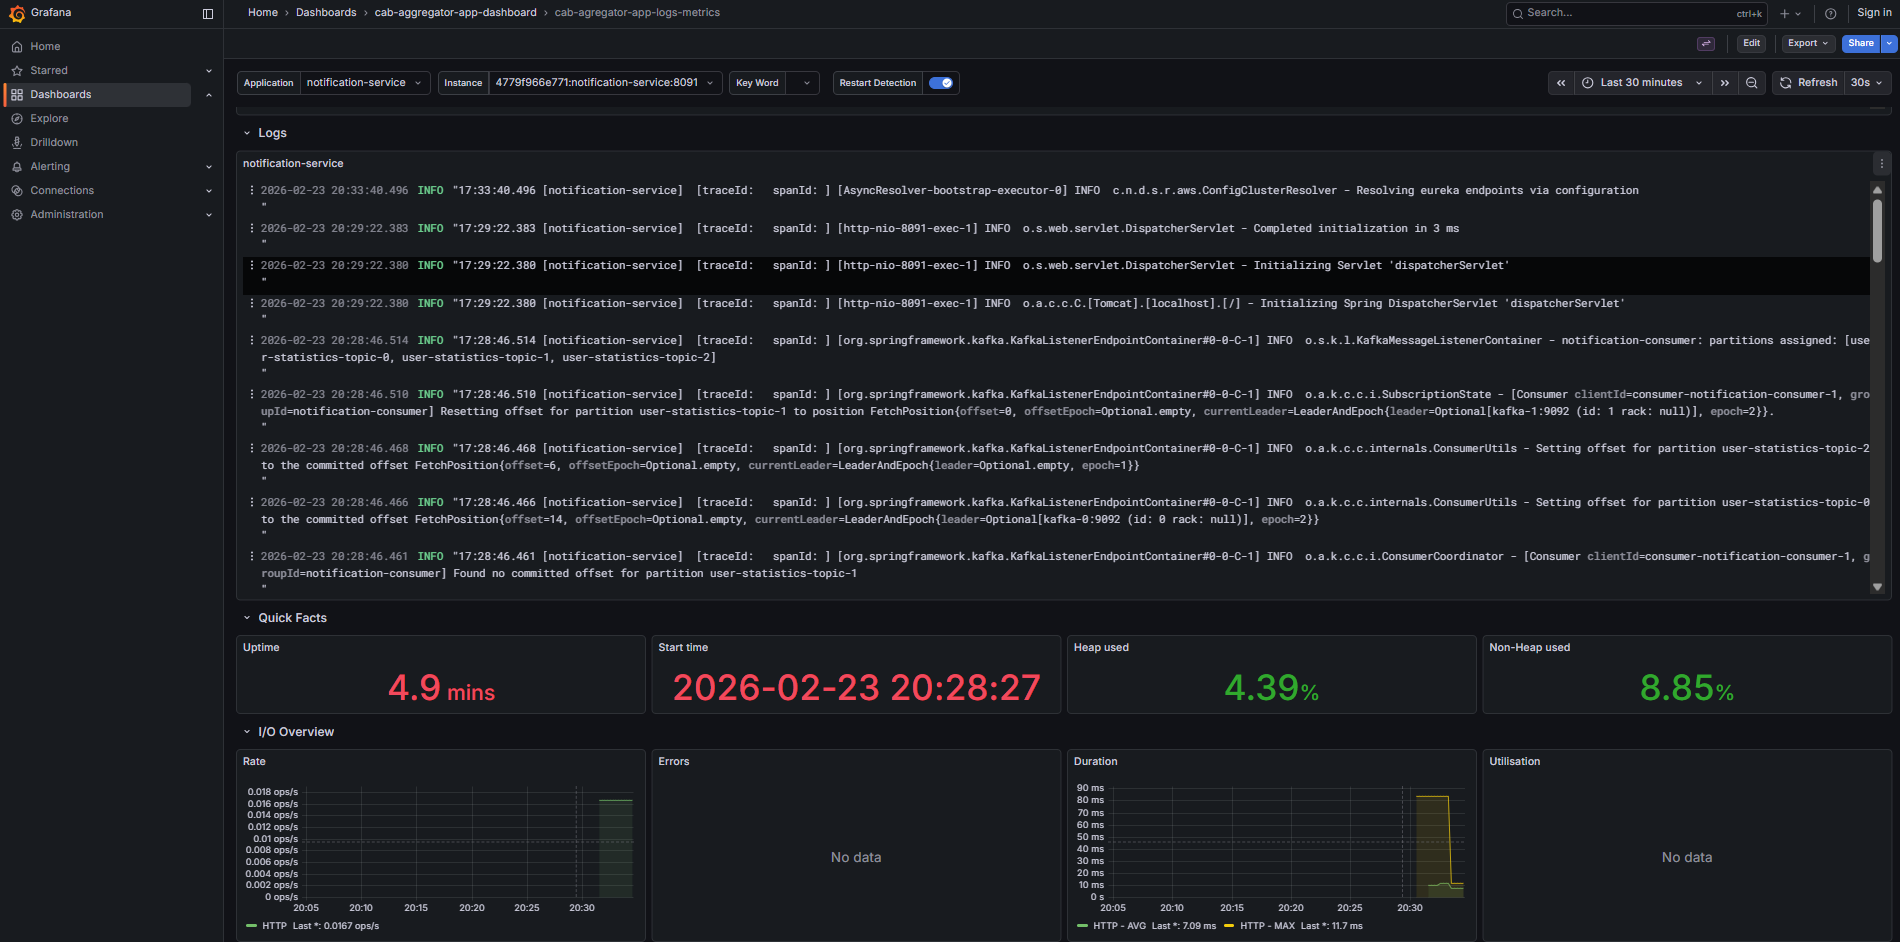 Grafana
Home › Dashboards › cab-aggregator-app-dashboard › cab-agregator-app-logs-metrics
Search...
ctrl+k
Sign in
Edit
Export
Share
Home
Starred
Dashboards
Explore
Drilldown
Alerting
Connections
Administration
Application notification-service
Instance 4779f966e771:notification-service:8091
Key Word
Restart Detection
Last 30 minutes
Refresh 30s
Logs
notification-service
2026-02-23 20:33:40.496 INFO "17:33:40.496 [notification-service] [traceId: spanId: ] [AsyncResolver-bootstrap-executor-0] INFO c.n.d.s.r.aws.ConfigClusterResolver - Resolving eureka endpoints via configuration
"
2026-02-23 20:29:22.383 INFO "17:29:22.383 [notification-service] [traceId: spanId: ] [http-nio-8091-exec-1] INFO o.s.web.servlet.DispatcherServlet - Completed initialization in 3 ms
"
2026-02-23 20:29:22.380 INFO "17:29:22.380 [notification-service] [traceId: spanId: ] [http-nio-8091-exec-1] INFO o.s.web.servlet.DispatcherServlet - Initializing Servlet 'dispatcherServlet'
"
2026-02-23 20:29:22.380 INFO "17:29:22.380 [notification-service] [traceId: spanId: ] [http-nio-8091-exec-1] INFO o.a.c.c.C.[Tomcat].[localhost].[/] - Initializing Spring DispatcherServlet 'dispatcherServlet'
"
2026-02-23 20:28:46.514 INFO "17:28:46.514 [notification-service] [traceId: spanId: ] [org.springframework.kafka.KafkaListenerEndpointContainer#0-0-C-1] INFO o.s.k.l.KafkaMessageListenerContainer - notification-consumer: partitions assigned: [use
r-statistics-topic-0, user-statistics-topic-1, user-statistics-topic-2]
"
2026-02-23 20:28:46.510 INFO "17:28:46.510 [notification-service] [traceId: spanId: ] [org.springframework.kafka.KafkaListenerEndpointContainer#0-0-C-1] INFO o.a.k.c.c.i.SubscriptionState - [Consumer clientId=consumer-notification-consumer-1, gro
upId=notification-consumer] Resetting offset for partition user-statistics-topic-1 to position FetchPosition{offset=0, offsetEpoch=Optional.empty, currentLeader=LeaderAndEpoch{leader=Optional[kafka-1:9092 (id: 1 rack: null)], epoch=2}}.
"
2026-02-23 20:28:46.468 INFO "17:28:46.468 [notification-service] [traceId: spanId: ] [org.springframework.kafka.KafkaListenerEndpointContainer#0-0-C-1] INFO o.a.k.c.c.internals.ConsumerUtils - Setting offset for partition user-statistics-topic-2
to the committed offset FetchPosition{offset=6, offsetEpoch=Optional.empty, currentLeader=LeaderAndEpoch{leader=Optional.empty, epoch=1}}
"
2026-02-23 20:28:46.466 INFO "17:28:46.466 [notification-service] [traceId: spanId: ] [org.springframework.kafka.KafkaListenerEndpointContainer#0-0-C-1] INFO o.a.k.c.c.internals.ConsumerUtils - Setting offset for partition user-statistics-topic-0
to the committed offset FetchPosition{offset=14, offsetEpoch=Optional.empty, currentLeader=LeaderAndEpoch{leader=Optional[kafka-0:9092 (id: 0 rack: null)], epoch=2}}
"
2026-02-23 20:28:46.461 INFO "17:28:46.461 [notification-service] [traceId: spanId: ] [org.springframework.kafka.KafkaListenerEndpointContainer#0-0-C-1] INFO o.a.k.c.c.i.ConsumerCoordinator - [Consumer clientId=consumer-notification-consumer-1, g
roupId=notification-consumer] Found no committed offset for partition user-statistics-topic-1
"
Quick Facts
Uptime
4.9 mins
Start time
2026-02-23 20:28:27
Heap used
4.39%
Non-Heap used
8.85%
I/O Overview
Rate
0.018 ops/s
0.016 ops/s
0.014 ops/s
0.012 ops/s
0.01 ops/s
0.008 ops/s
0.006 ops/s
0.004 ops/s
0.002 ops/s
0 ops/s
20:05 20:10 20:15 20:20 20:25 20:30
HTTP Last *: 0.0167 ops/s
Errors
No data
Duration
90 ms
80 ms
70 ms
60 ms
50 ms
40 ms
30 ms
20 ms
10 ms
0 s
20:05 20:10 20:15 20:20 20:25 20:30
HTTP - AVG Last *: 7.09 ms HTTP - MAX Last *: 11.7 ms
Utilisation
No data